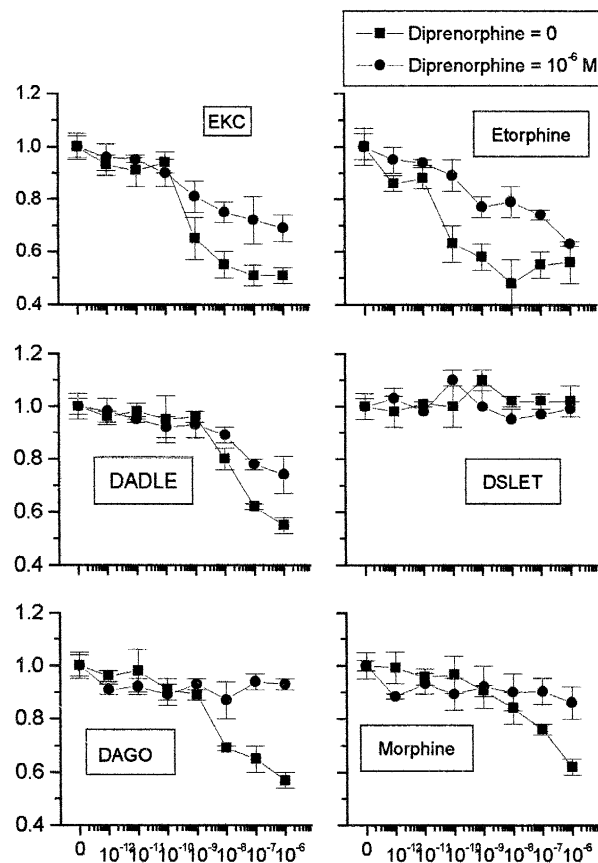 Diprenorphine = 0
Diprenorphine = 10⁻⁶ M
1.2
1.0
0.8
0.6
0.4
EKC
Etorphine
1.2
1.0
0.8
0.6
0.4
DADLE
DSLET
1.2
1.0
0.8
0.6
0.4
DAGO
Morphine
0 10⁻¹² 10⁻¹¹ 10⁻¹⁰ 10⁻⁹ 10⁻⁸ 10⁻⁷ 10⁻⁶
0 10⁻¹² 10⁻¹¹ 10⁻¹⁰ 10⁻⁹ 10⁻⁸ 10⁻⁷ 10⁻⁶